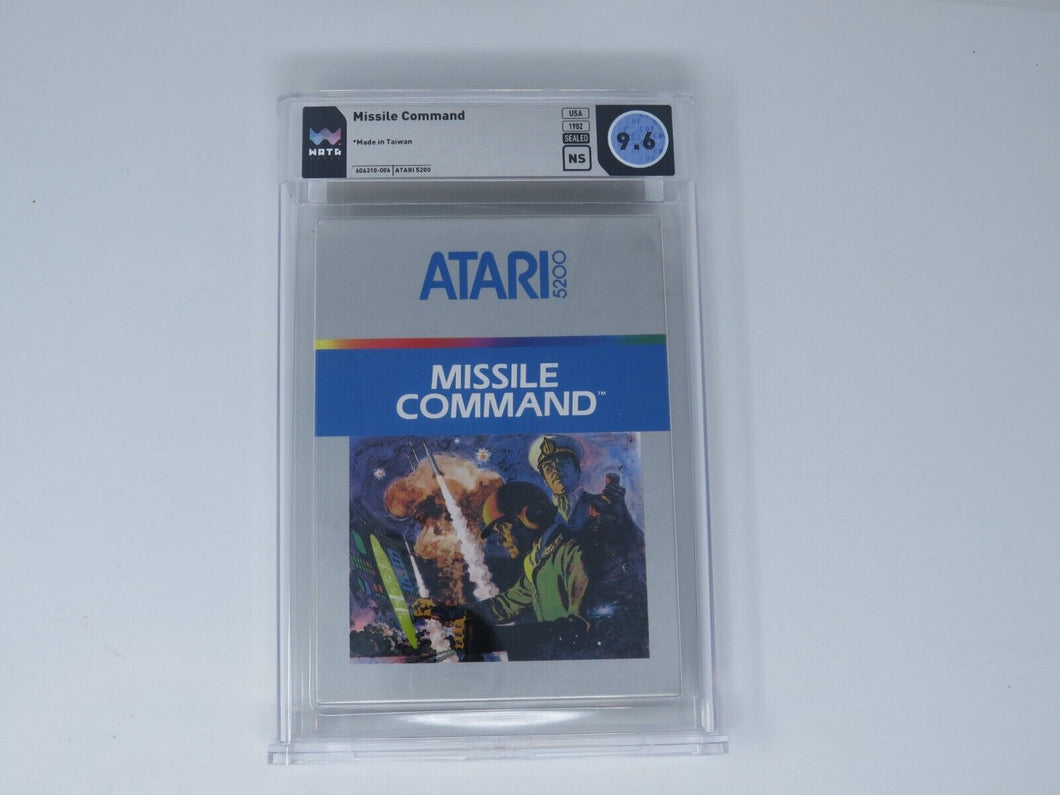 WATA
Missile Command
*Made in Taiwan
606310-006 | ATARI 5200
USA
1982
SEALED
NS
9.6
ATARI 5200
MISSILE
COMMAND™